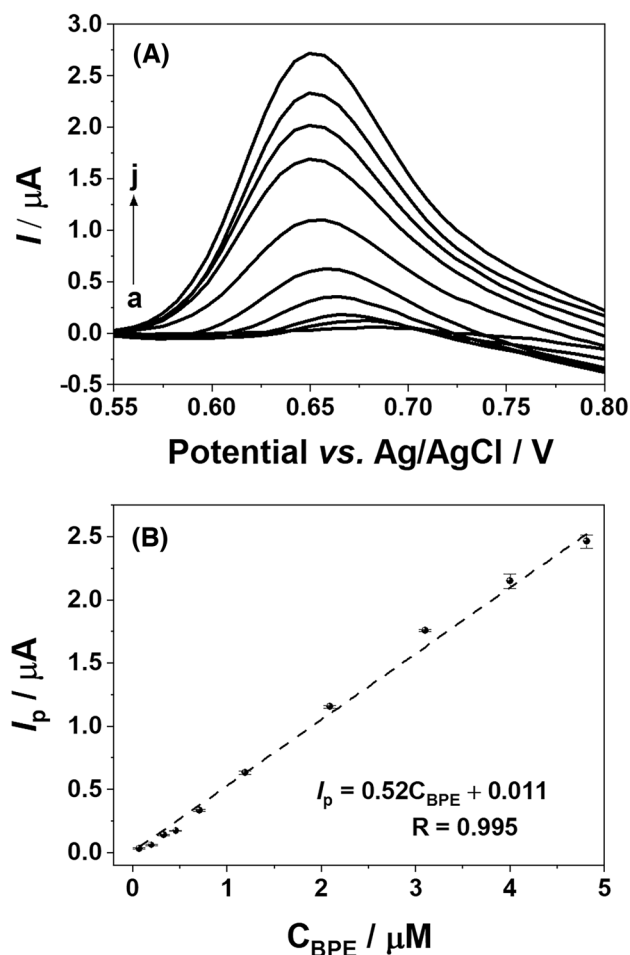 (A)
3.0
2.5
2.0
1.5
1.0
0.5
0.0
-0.5
I / μA
j
a
0.55 0.60 0.65 0.70 0.75 0.80
Potential vs. Ag/AgCl / V
(B)
2.5
2.0
1.5
1.0
0.5
0.0
Ip / μA
Ip = 0.52CBPE + 0.011
R = 0.995
0 1 2 3 4 5
CBPE / μM